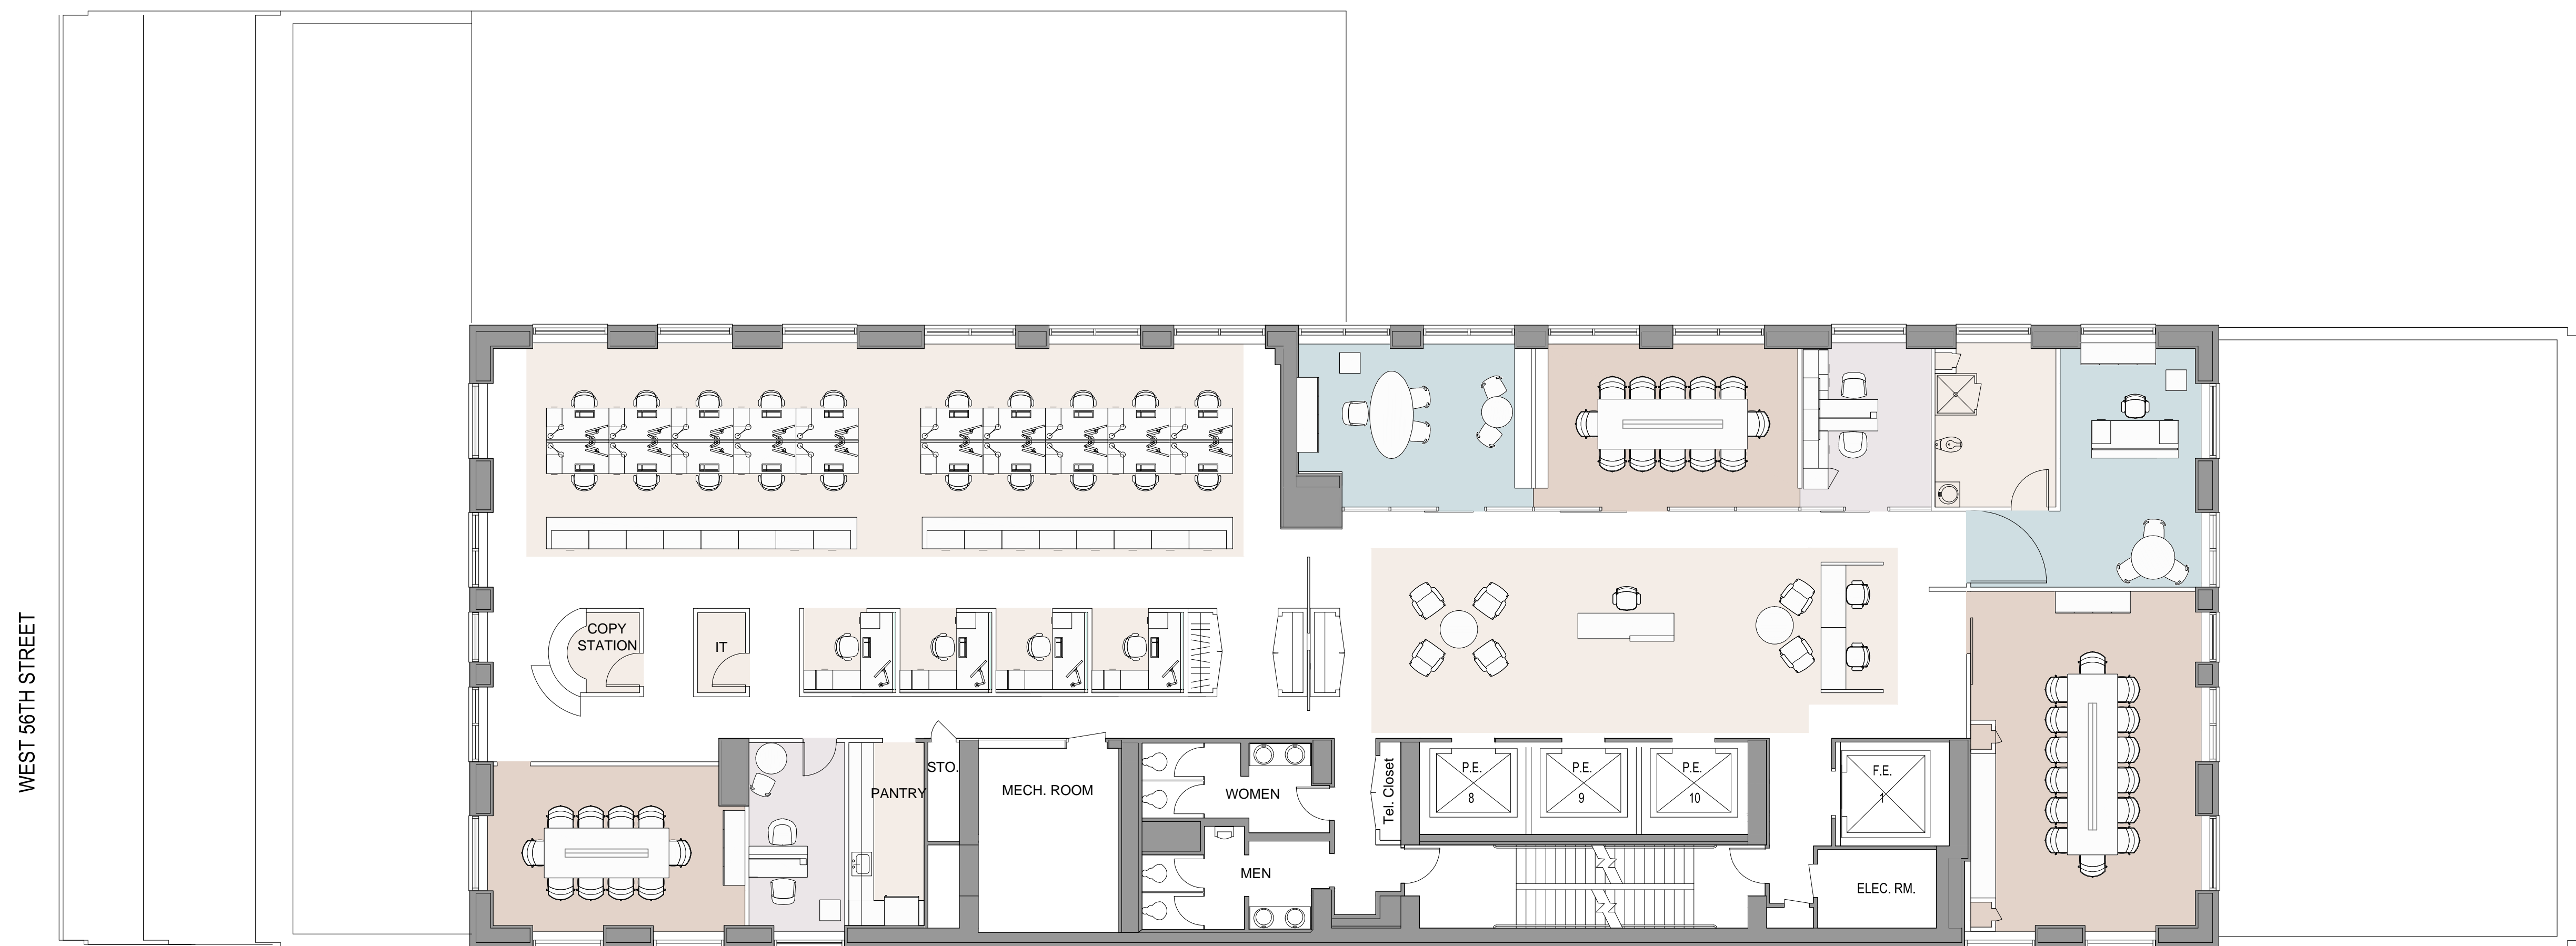 WEST 56TH STREET
COPY
STATION
IT
STO.
PANTRY
MECH. ROOM
WOMEN
MEN
Tel. Closet
P.E.
8
P.E.
9
P.E.
10
F.E.
1
ELEC. RM.